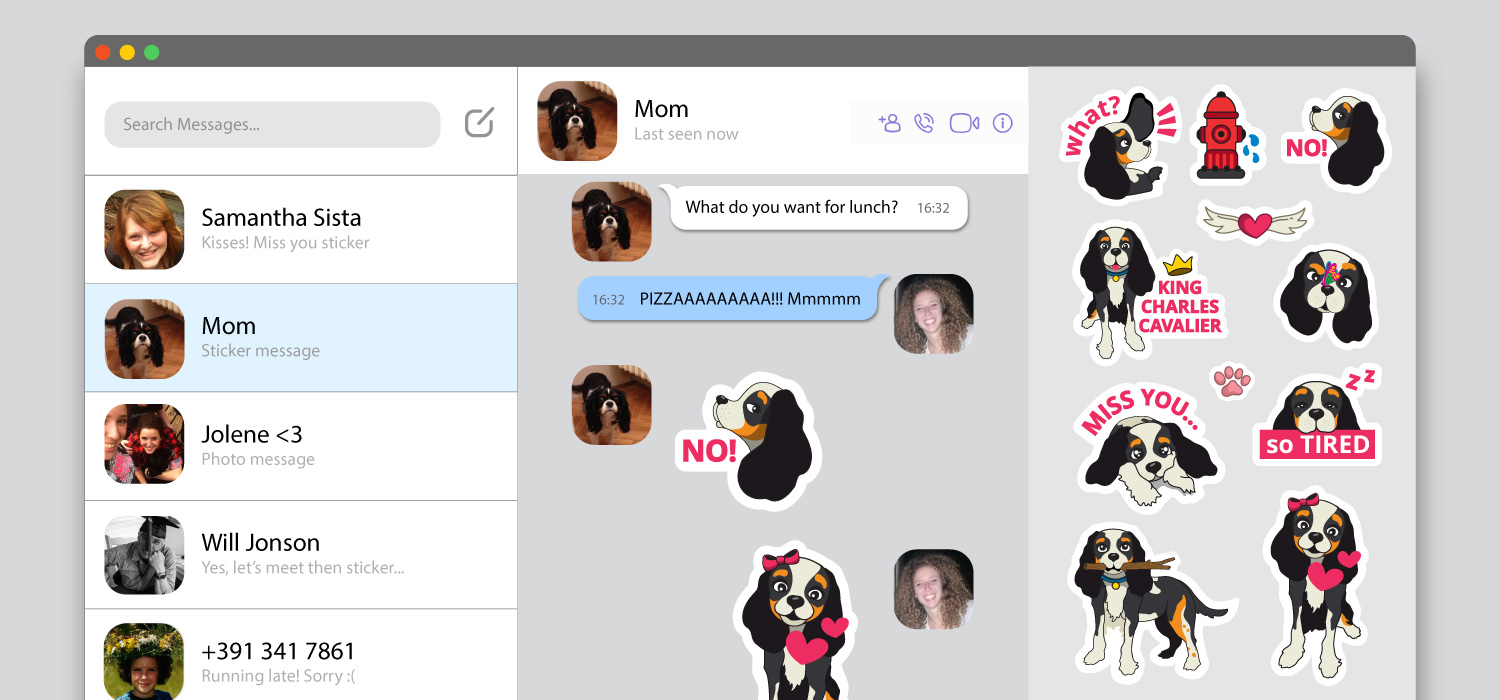 Search Messages...
Samantha Sista
Kisses! Miss you sticker
Mom
Sticker message
Jolene <3
Photo message
Will Jonson
Yes, let's meet then sticker...
+391 341 7861
Running late! Sorry :(
Mom
Last seen now
What do you want for lunch? 16:32
16:32 PIZZAAAAAAAAA!!! Mmmmm
NO!
what?
NO!
KING
CHARLES
CAVALIER
MISS YOU...
z z
so TIRED